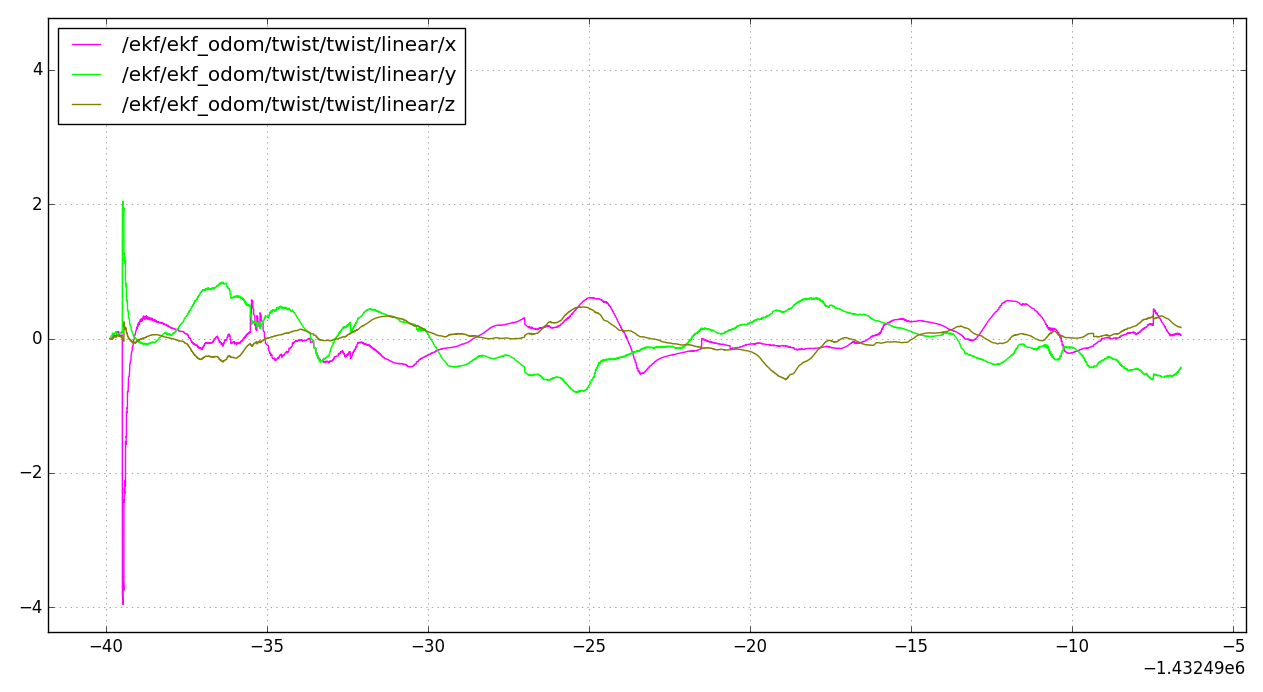 /ekf/ekf_odom/twist/twist/linear/x
/ekf/ekf_odom/twist/twist/linear/y
/ekf/ekf_odom/twist/twist/linear/z
4
2
0
−2
−4
−40 −35 −30 −25 −20 −15 −10 −5
−1.43249e6